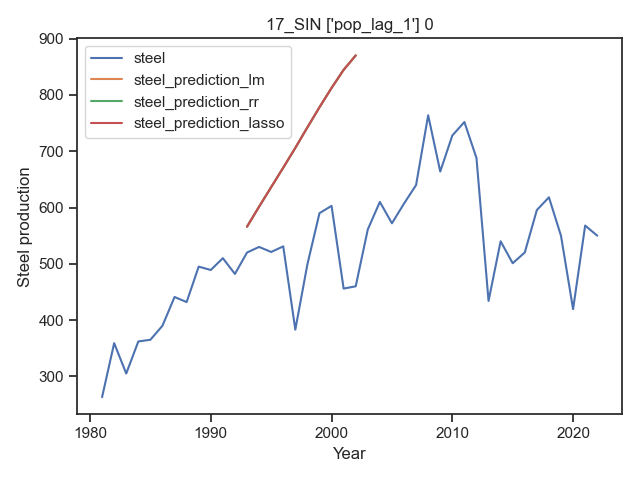 17_SIN ['pop_lag_1'] 0
steel
steel_prediction_lm
steel_prediction_rr
steel_prediction_lasso
900
800
700
600
500
400
300
Steel production
1980
1990
2000
2010
2020
Year